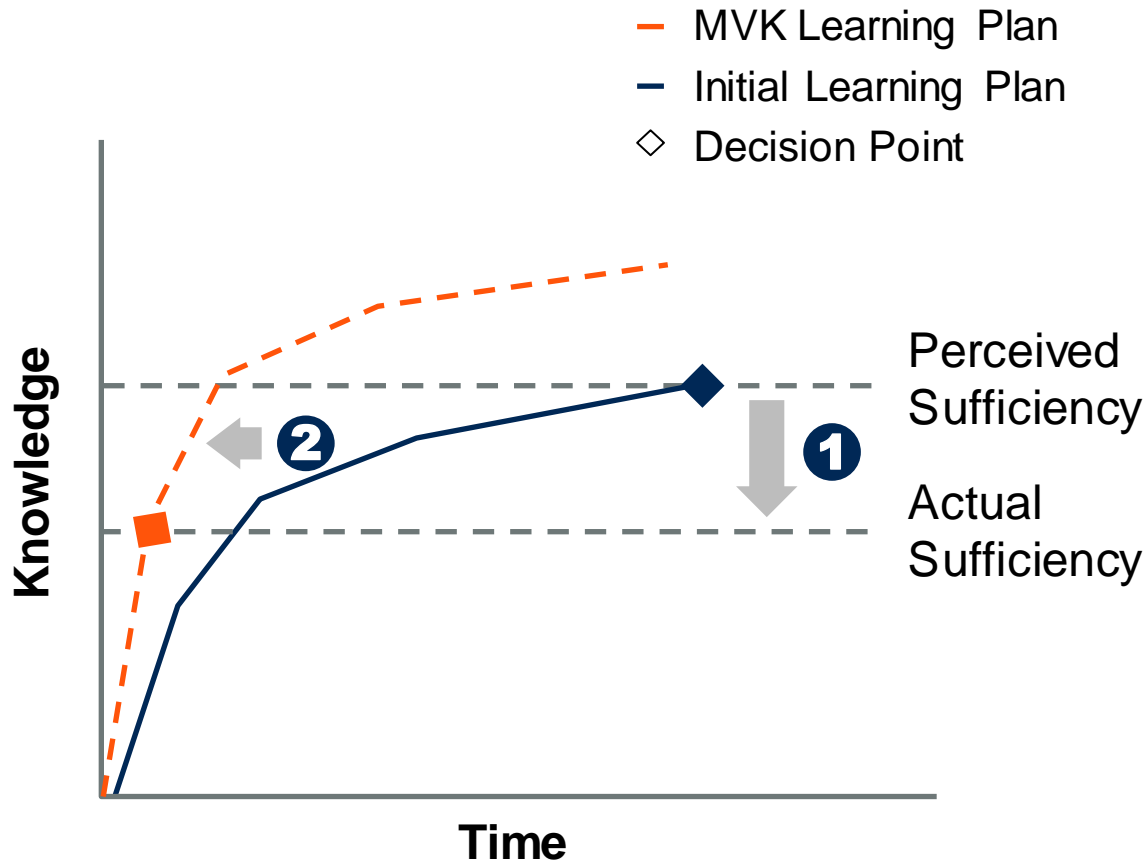 MVK Learning Plan
Initial Learning Plan
Decision Point
Knowledge
Perceived
Sufficiency
2
1
Actual
Sufficiency
Time